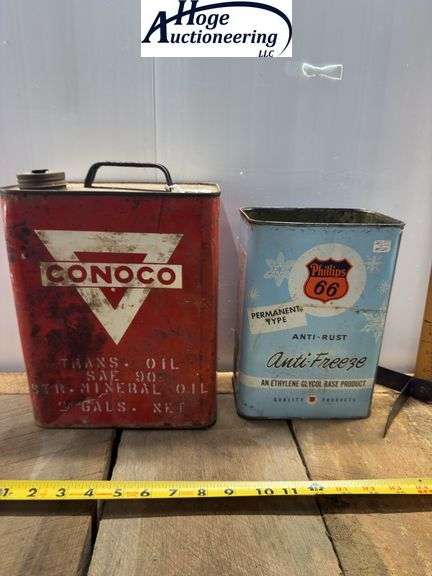 Hoge
Auctioneering
LLC
CONOCO
TRANS. OIL
SAE 90
STR. MINERAL OIL
2 GALS. NET
Phillips
66
PERMANENT
TYPE
ANTI-RUST
Anti-Freeze
AN ETHYLENE GLYCOL BASE PRODUCT
QUALITY PRODUCTS
1 2 3 4 5 6 7 8 9 10 11